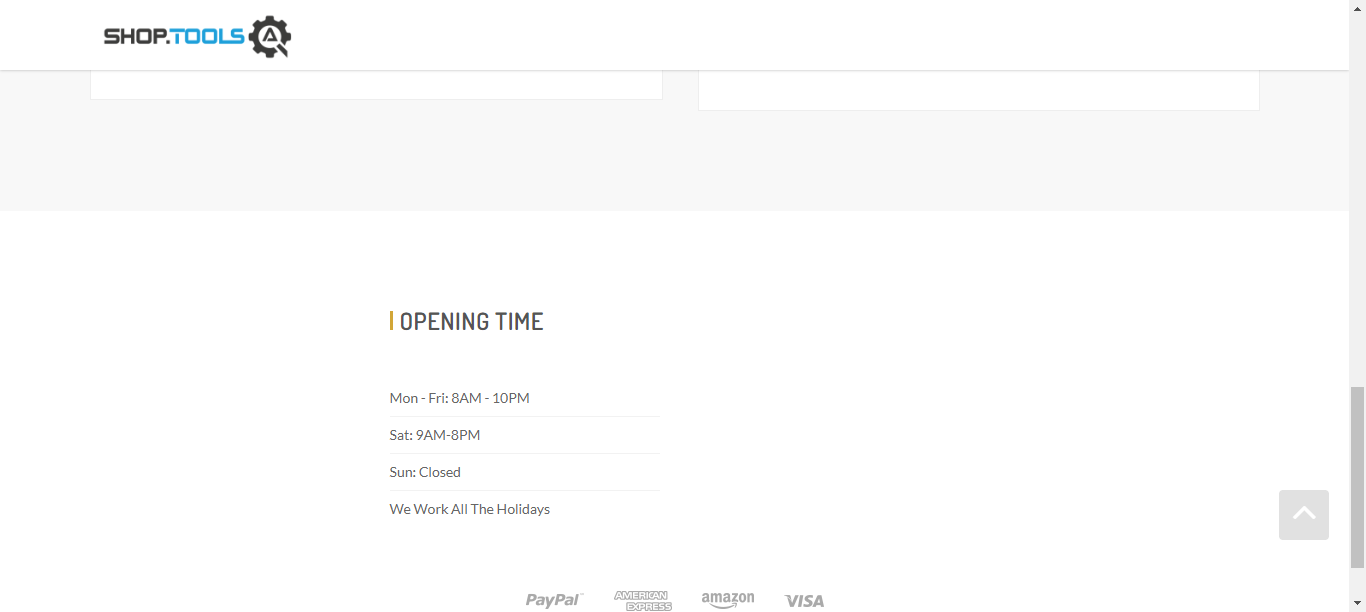 SHOP.TOOLS
OPENING TIME
Mon - Fri: 8AM - 10PM
Sat: 9AM-8PM
Sun: Closed
We Work All The Holidays
PayPal AMERICAN EXPRESS amazon VISA